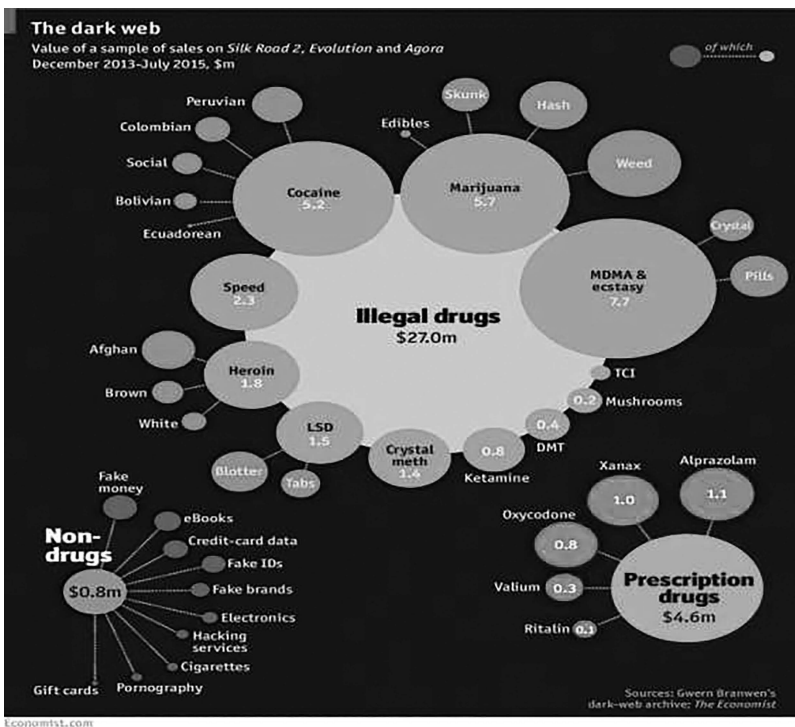 The dark web
Value of a sample of sales on Silk Road 2, Evolution and Agora
December 2013-July 2015, $m
of which
Peruvian
Colombian
Social
Bolivian
Ecuadorean
Cocaine
5.2
Edibles
Skunk
Hash
Weed
Marijuana
5.7
Crystal
Pills
MDMA &
ecstasy
7.7
Speed
2.3
Illegal drugs
$27.0m
Afghan
Brown
White
Heroin
1.8
LSD
1.5
Blotter
Tabs
Crystal
meth
1.4
0.8
Ketamine
0.4
DMT
0.2
Mushrooms
TCI
Non-
drugs
$0.8m
Fake
money
eBooks
Credit-card data
Fake IDs
Fake brands
Electronics
Hacking
services
Cigarettes
Pornography
Gift cards
Prescription
drugs
$4.6m
Xanax
1.0
Alprazolam
1.1
Oxycodone
0.8
Valium
0.3
Ritalin
0.1
Sources: Gwern Branwen's
dark-web archive; The Economist
Economist.com